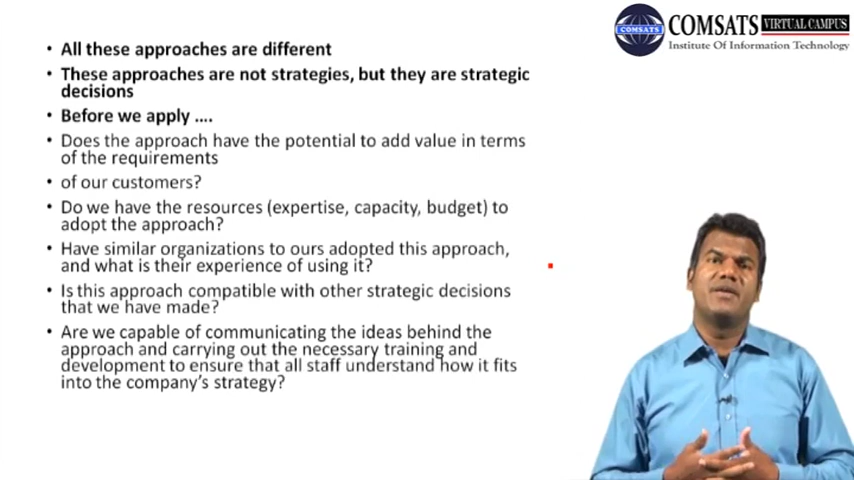 COMSATS VIRTUAL CAMPUS
COMSATS Institute Of Information Technology
• All these approaches are different
• These approaches are not strategies, but they are strategic
decisions
• Before we apply ....
• Does the approach have the potential to add value in terms
of the requirements
• of our customers?
• Do we have the resources (expertise, capacity, budget) to
adopt the approach?
• Have similar organizations to ours adopted this approach,
and what is their experience of using it?
• Is this approach compatible with other strategic decisions
that we have made?
• Are we capable of communicating the ideas behind the
approach and carrying out the necessary training and
development to ensure that all staff understand how it fits
into the company's strategy?